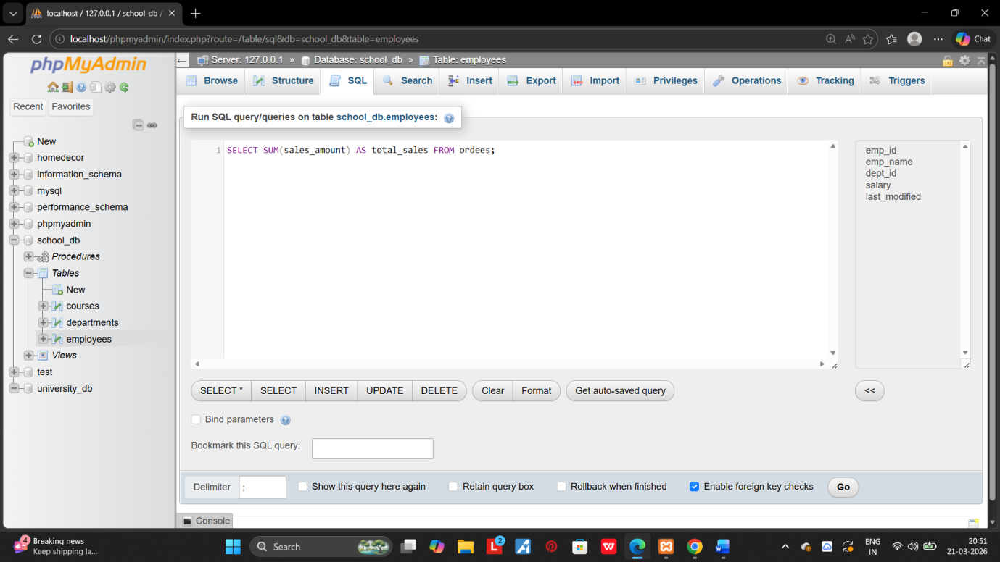 localhost / 127.0.0.1 / school_db /
localhost/phpmyadmin/index.php?route=/table/sql&db=school_db&table=employees
Chat
phpMyAdmin
Recent
Favorites
New
homedecor
information_schema
mysql
performance_schema
phpmyadmin
school_db
Procedures
Tables
New
courses
departments
employees
Views
test
university_db
Server: 127.0.0.1 » Database: school_db » Table: employees
Browse Structure SQL Search Insert Export Import Privileges Operations Tracking Triggers
Run SQL query/queries on table school_db.employees:
1 SELECT SUM(sales_amount) AS total_sales FROM ordees;
emp_id
emp_name
dept_id
salary
last_modified
SELECT * SELECT INSERT UPDATE DELETE Clear Format Get auto-saved query <<
Bind parameters
Bookmark this SQL query:
Delimiter ; Show this query here again Retain query box Rollback when finished Enable foreign key checks Go
Console
4 Breaking news
Keep shipping la...
Search
2
ENG
IN
20:51
21-03-2026